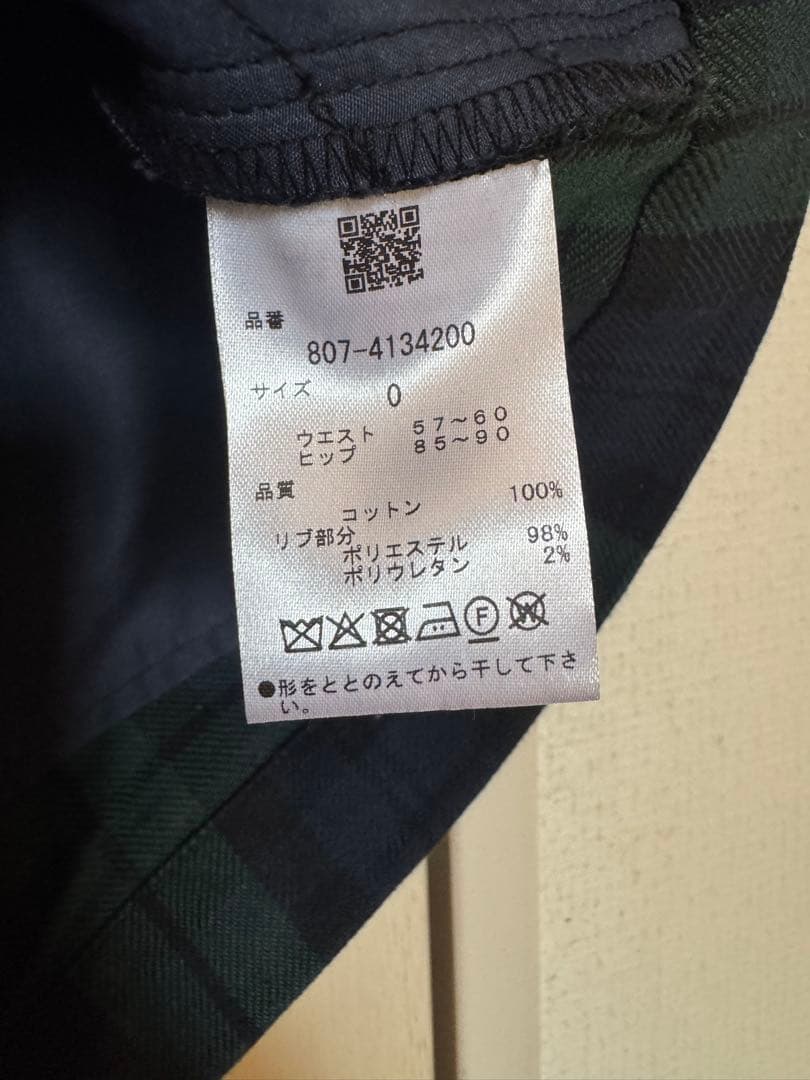 品番
807-4134200
サイズ 0
ウエスト 57~60
ヒップ 85~90
品質
コットン 100%
リブ部分
ポリエステル 98%
ポリウレタン 2%
F W
●形をととのえてから干して下さ
い。